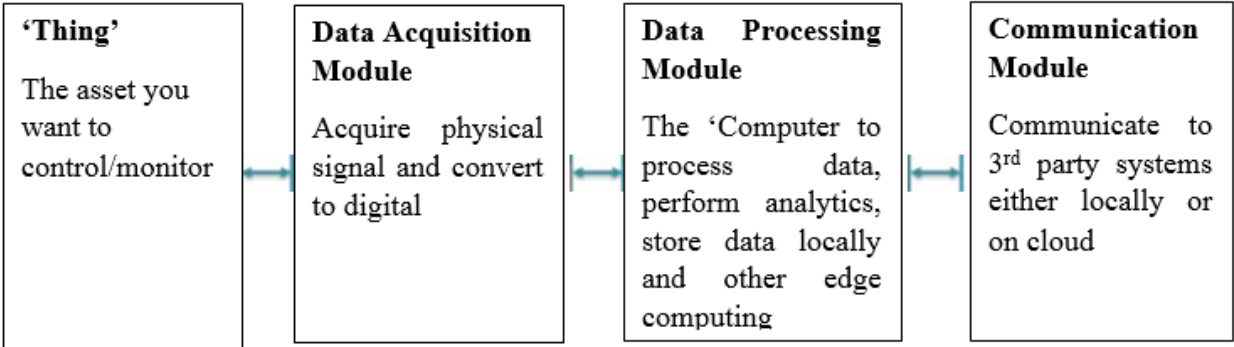 ‘Thing’
The asset you
want to
control/monitor
Data Acquisition
Module
Acquire physical
signal and convert
to digital
Data Processing
Module
The ‘Computer to
process data,
perform analytics,
store data locally
and other edge
computing
Communication
Module
Communicate to
3rd party systems
either locally or
on cloud